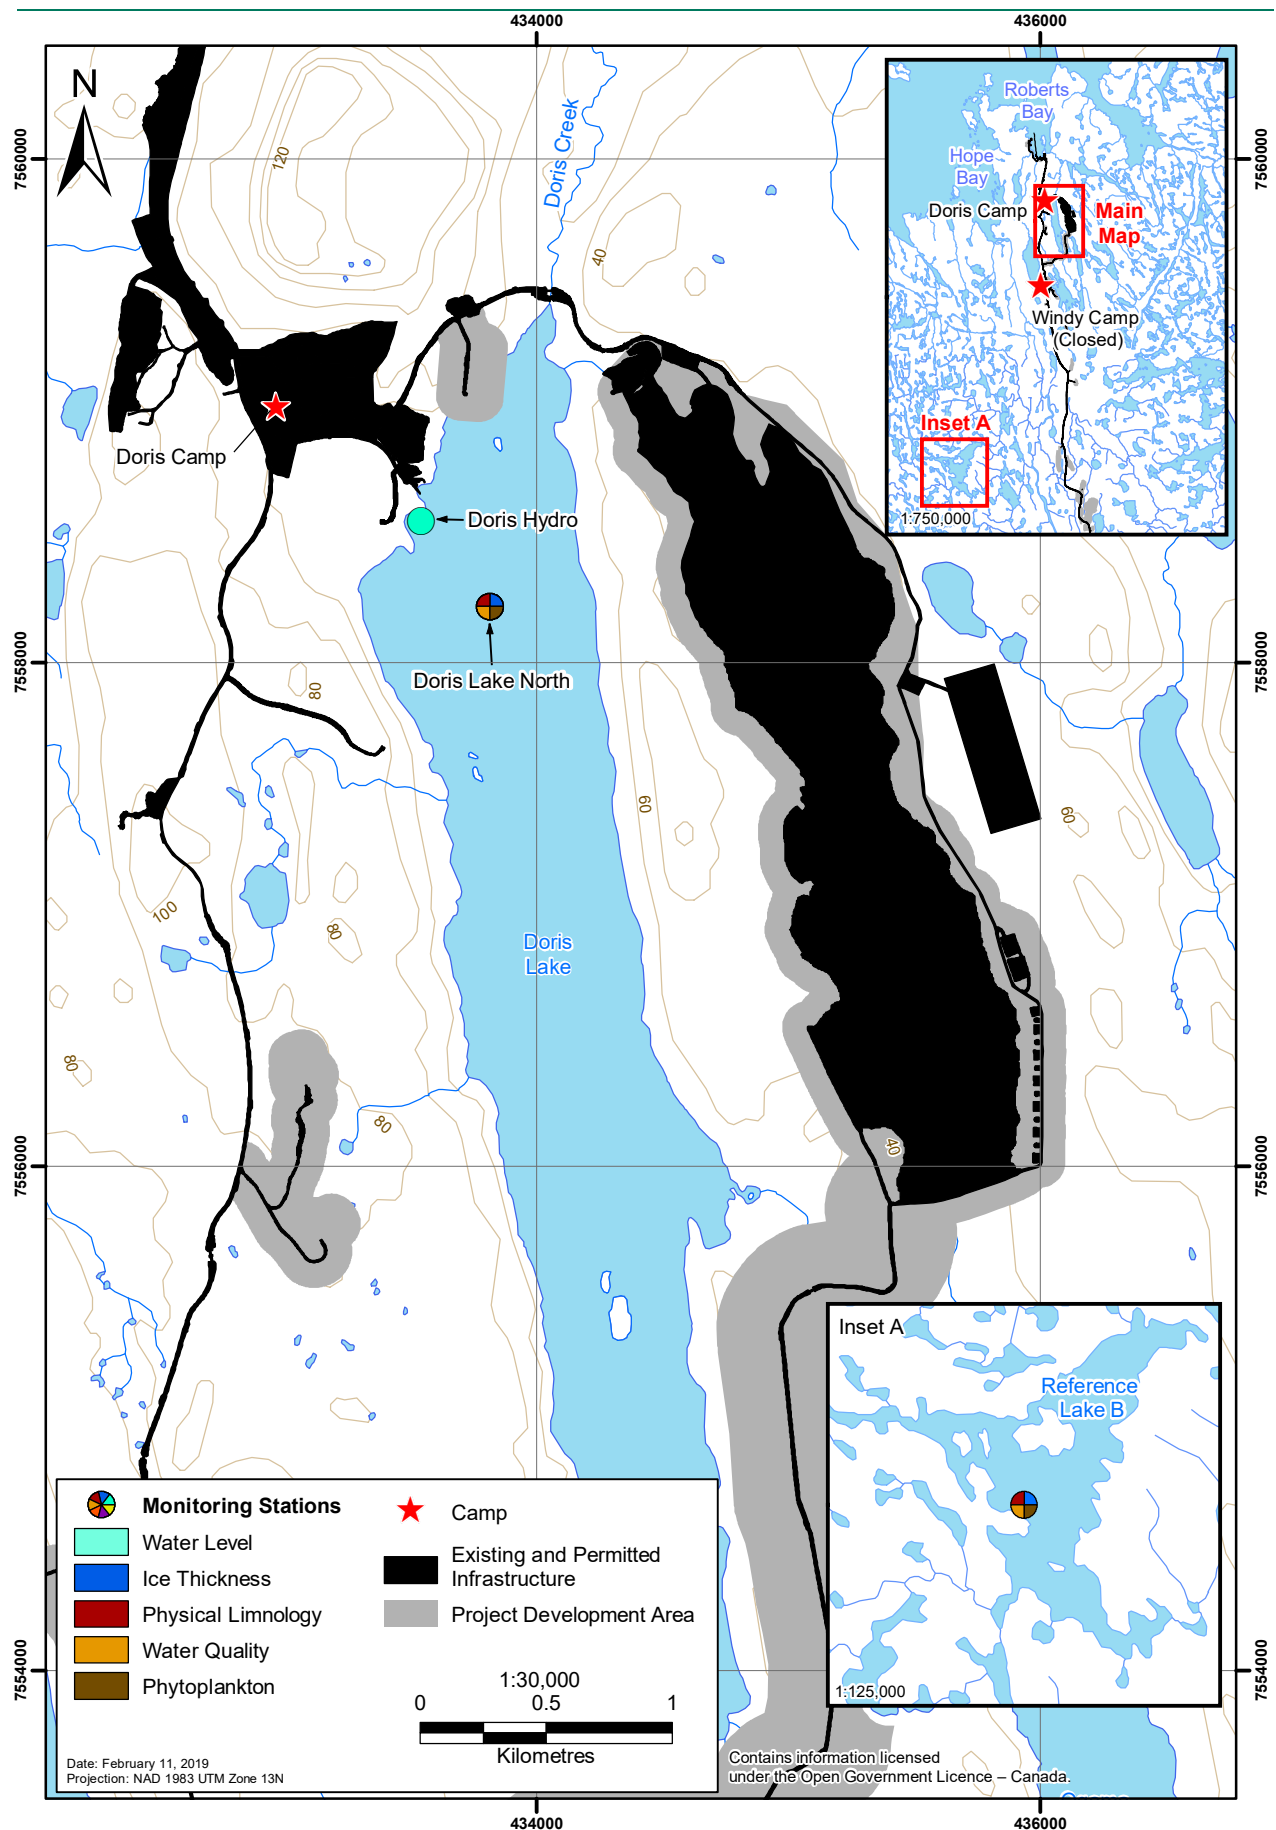 434000
436000
N
7560000
7560000
120
Doris Creek
40
Roberts
Bay
Hope
Bay
Doris Camp
Main
Map
Windy Camp
(Closed)
Inset A
1:750,000
Doris Camp
Doris Hydro
Doris Lake North
7558000
7558000
80
60
60
100
80
Doris
Lake
80
80
40
7556000
7556000
Inset A
Reference
Lake B
1:125,000
Monitoring Stations
Water Level
Ice Thickness
Physical Limnology
Water Quality
Phytoplankton
Camp
Existing and Permitted
Infrastructure
Project Development Area
1:30,000
0
0.5
1
Kilometres
Date: February 11, 2019
Projection: NAD 1983 UTM Zone 13N
7554000
7554000
Contains information licensed
under the Open Government Licence – Canada.
434000
436000